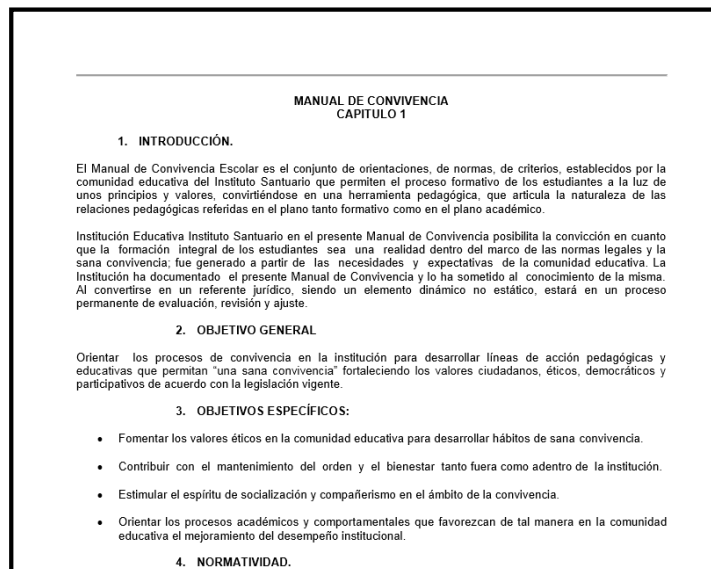 MANUAL DE CONVIVENCIA
CAPITULO 1
1. INTRODUCCIÓN.
El Manual de Convivencia Escolar es el conjunto de orientaciones, de normas, de criterios, establecidos por la
comunidad educativa del Instituto Santuario que permiten el proceso formativo de los estudiantes a la luz de
unos principios y valores, convirtiéndose en una herramienta pedagógica, que articula la naturaleza de las
relaciones pedagógicas referidas en el plano tanto formativo como en el plano académico.
Institución Educativa Instituto Santuario en el presente Manual de Convivencia posibilita la convicción en cuanto
que la formación integral de los estudiantes sea una realidad dentro del marco de las normas legales y la
sana convivencia; fue generado a partir de las necesidades y expectativas de la comunidad educativa. La
Institución ha documentado el presente Manual de Convivencia y lo ha sometido al conocimiento de la misma.
Al convertirse en un referente jurídico, siendo un elemento dinámico no estático, estará en un proceso
permanente de evaluación, revisión y ajuste.
2. OBJETIVO GENERAL
Orientar los procesos de convivencia en la institución para desarrollar líneas de acción pedagógicas y
educativas que permitan “una sana convivencia” fortaleciendo los valores ciudadanos, éticos, democráticos y
participativos de acuerdo con la legislación vigente.
3. OBJETIVOS ESPECÍFICOS:
• Fomentar los valores éticos en la comunidad educativa para desarrollar hábitos de sana convivencia.
• Contribuir con el mantenimiento del orden y el bienestar tanto fuera como adentro de la institución.
• Estimular el espíritu de socialización y compañerismo en el ámbito de la convivencia.
• Orientar los procesos académicos y comportamentales que favorezcan de tal manera en la comunidad
educativa el mejoramiento del desempeño institucional.
4. NORMATIVIDAD.